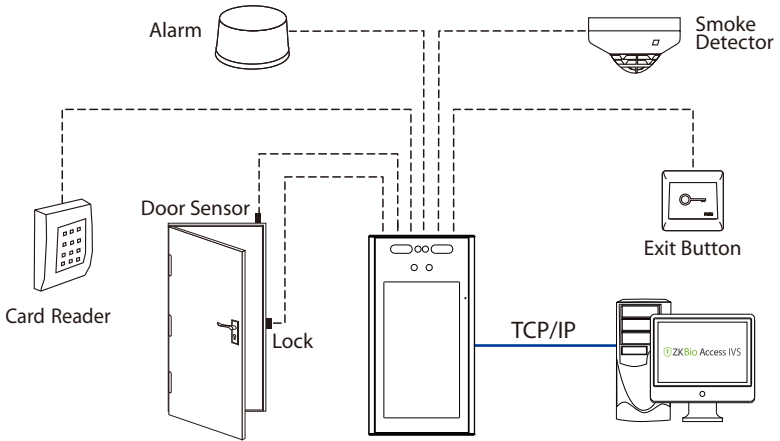 Alarm
Smoke
Detector
Door Sensor
Exit Button
Card Reader
Lock
TCP/IP
ZKBio Access IVS